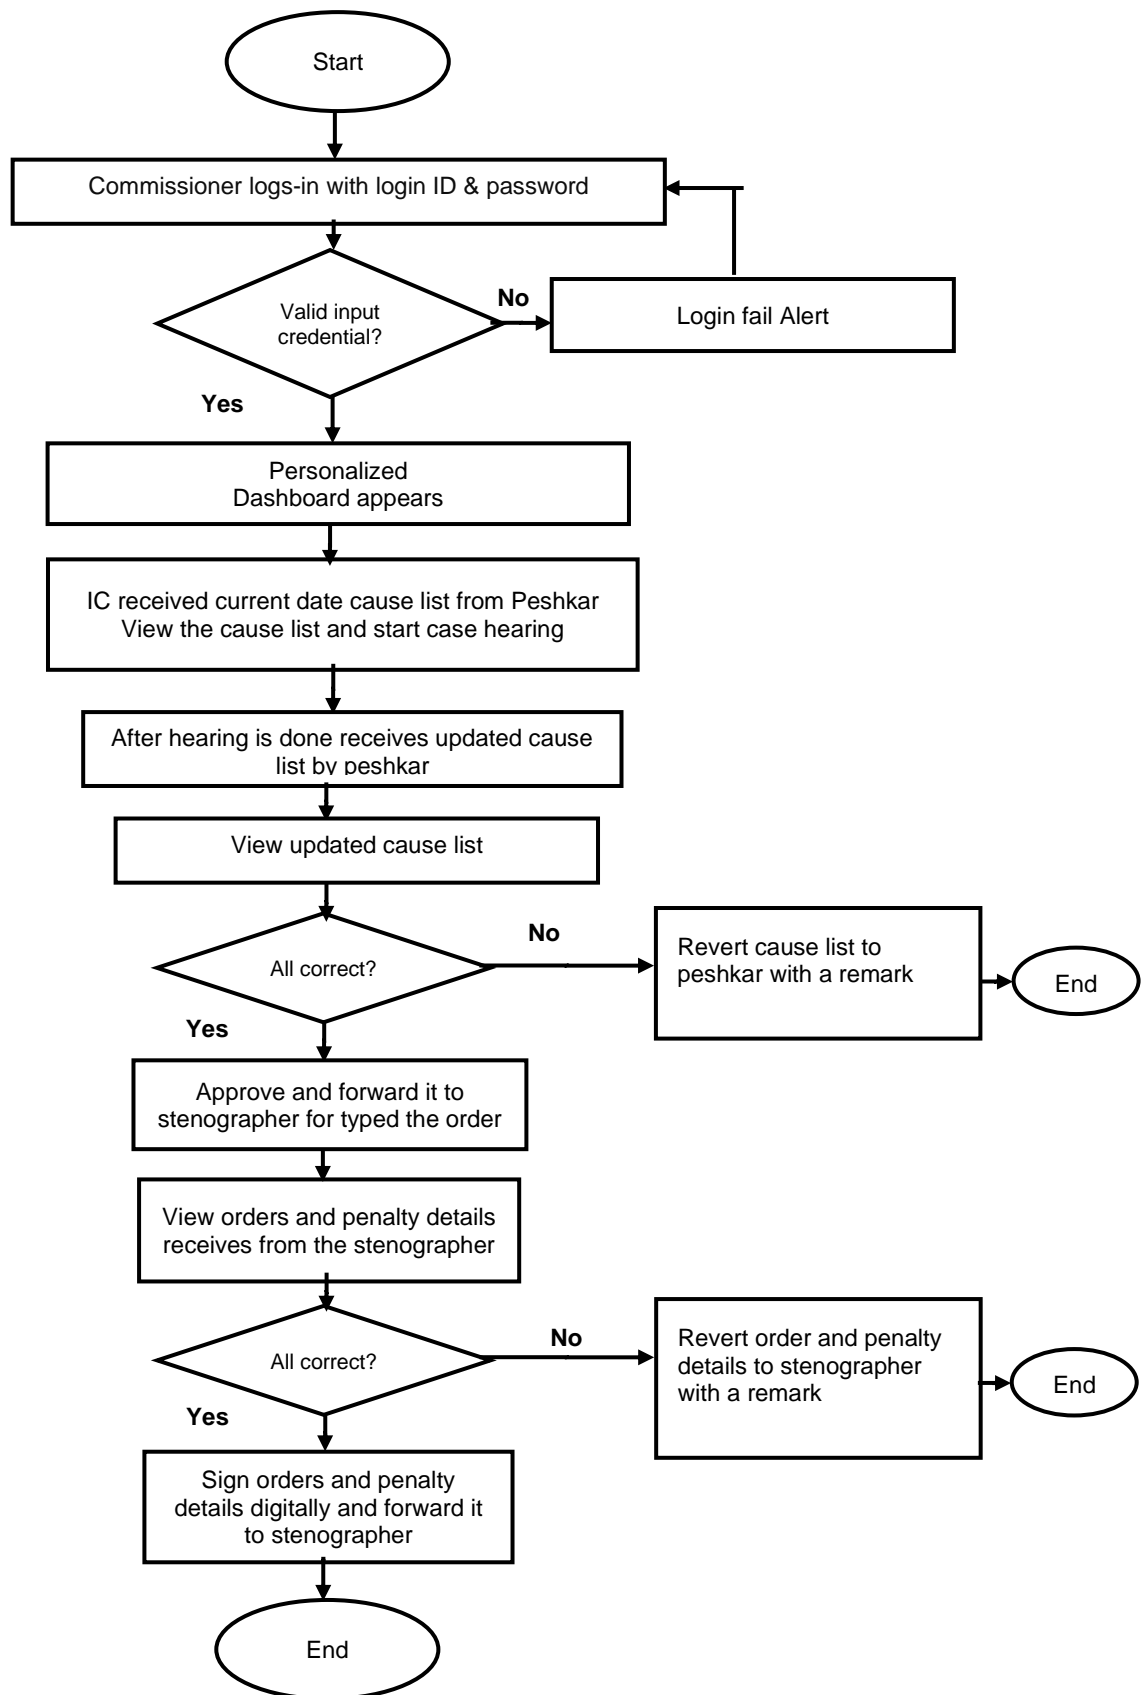 Start
Commissioner logs-in with login ID & password
Valid input
credential?
No
Login fail Alert
Yes
Personalized
Dashboard appears
IC received current date cause list from Peshkar
View the cause list and start case hearing
After hearing is done receives updated cause
list by peshkar
View updated cause list
All correct?
No
Revert cause list to
peshkar with a remark
End
Yes
Approve and forward it to
stenographer for typed the order
View orders and penalty details
receives from the stenographer
All correct?
No
Revert order and penalty
details to stenographer
with a remark
End
Yes
Sign orders and penalty
details digitally and forward it
to stenographer
End